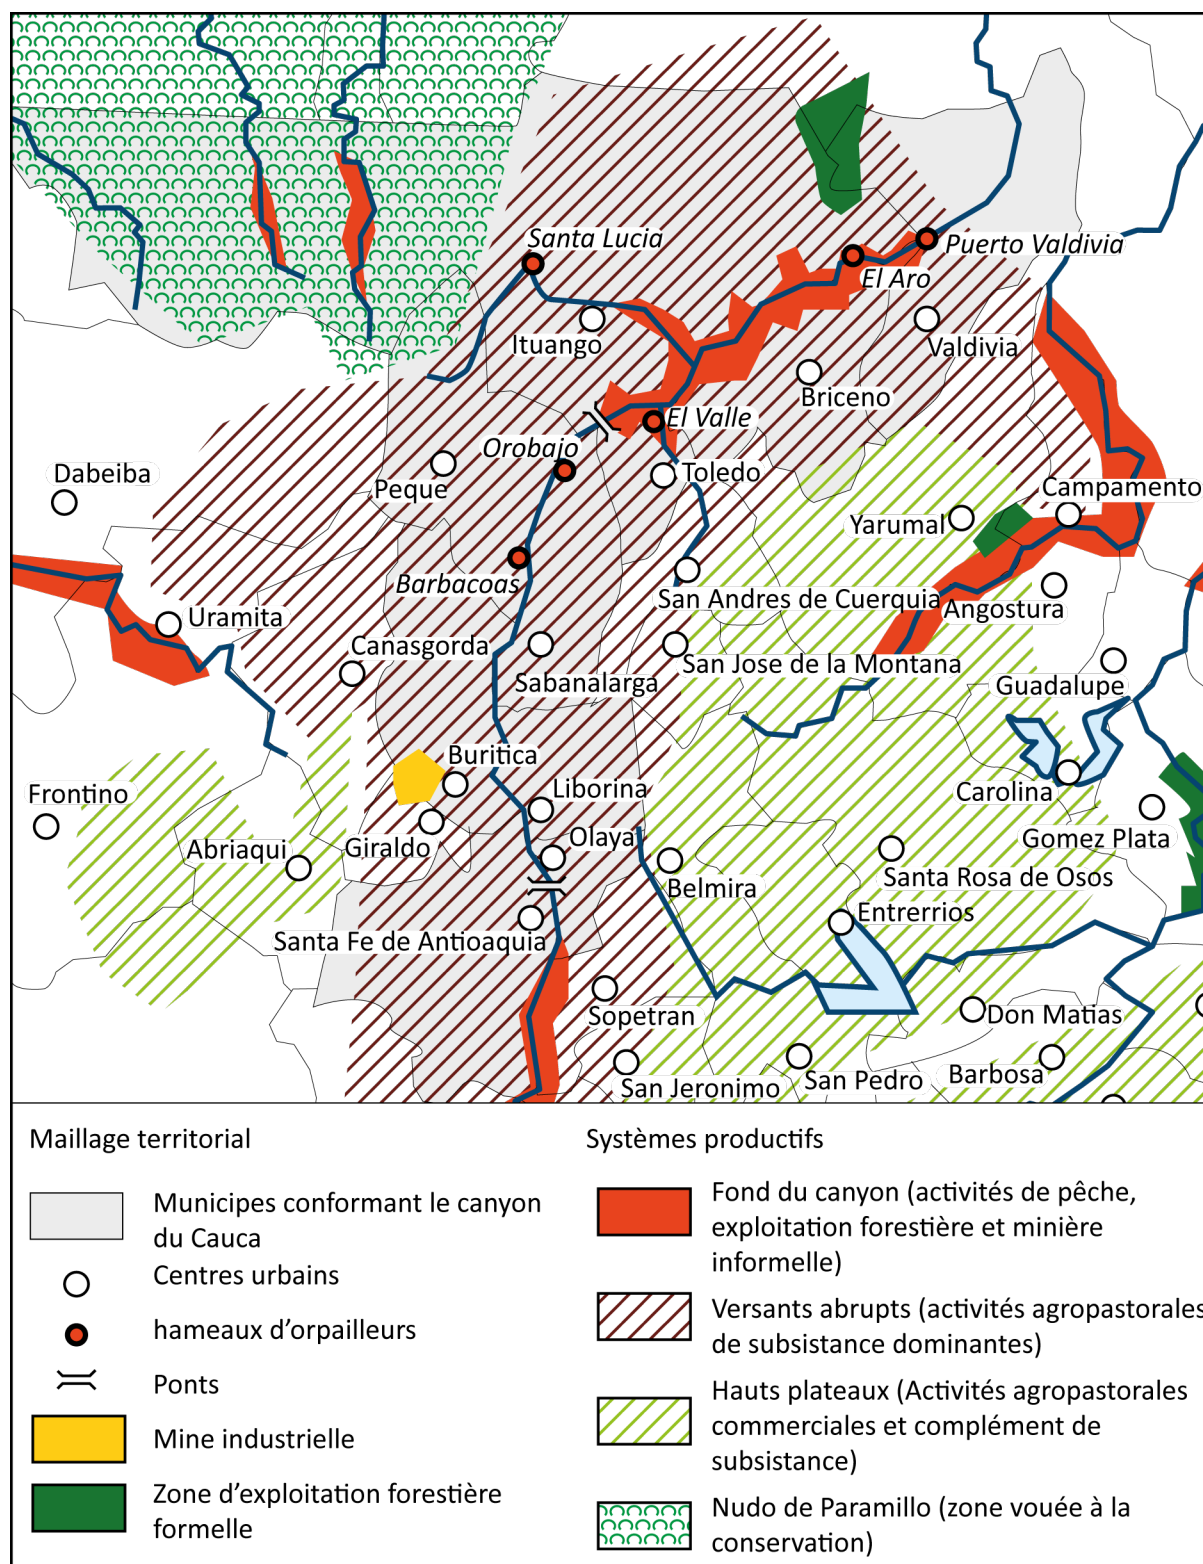 Santa Lucia
Puerto Valdivia
El Aro
Ituango
Valdivia
Briceno
El Valle
Orobajo
Dabeiba
Peque
Toledo
Campamento
Yarumal
Barbacoas
San Andres de Cuerquia
Angostura
Uramita
Canasgorda
San Jose de la Montana
Sabanalarga
Guadalupe
Buritica
Frontino
Liborina
Carolina
Gomez Plata
Abriaqui
Giraldo
Olaya
Belmira
Santa Rosa de Osos
Entrerrios
Santa Fe de Antioaquia
Sopetran
Don Matias
San Jeronimo
San Pedro
Barbosa
Maillage territorial
Municipes conformant le canyon
du Cauca
Centres urbains
hameaux d'orpailleurs
Ponts
Mine industrielle
Zone d'exploitation forestière
formelle
Systèmes productifs
Fond du canyon (activités de pêche,
exploitation forestière et minière
informelle)
Versants abrupts (activités agropastorales
de subsistance dominantes)
Hauts plateaux (Activités agropastorales
commerciales et complément de
subsistance)
Nudo de Paramillo (zone vouée à la
conservation)